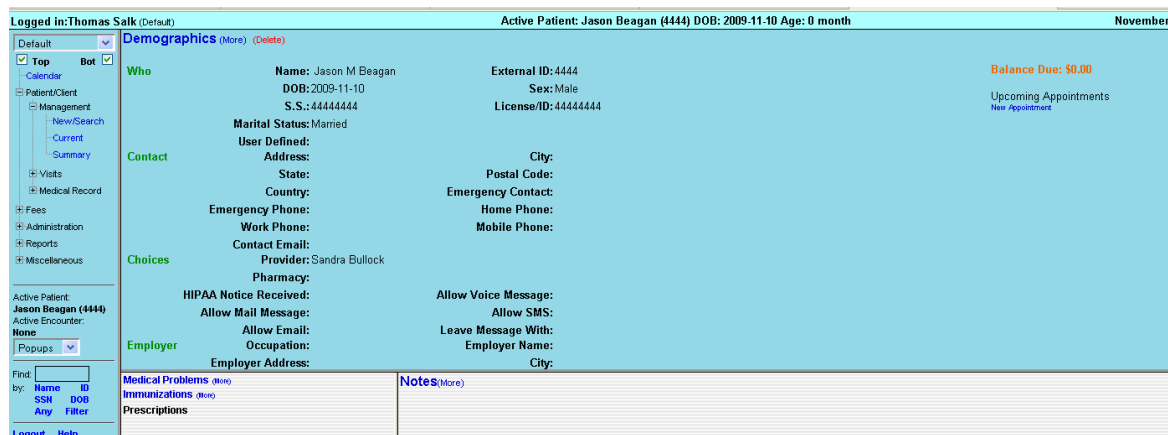 Logged in:Thomas Salk (Default)
Active Patient: Jason Beagan (4444) DOB: 2009-11-10 Age: 0 month
November
Default
Top Bot
Calendar
Patient/Client
Management
New/Search
Current
Summary
Visits
Medical Record
Fees
Administration
Reports
Miscellaneous
Active Patient:
Jason Beagan (4444)
Active Encounter:
None
Popups
Find:
by: Name ID
SSN DOB
Any Filter
Logout Help
Demographics (More) (Delete)
Who Name: Jason M Beagan External ID: 4444
DOB: 2009-11-10 Sex: Male
S.S.: 44444444 License/ID: 44444444
Marital Status: Married
User Defined:
Contact Address: City:
State: Postal Code:
Country: Emergency Contact:
Emergency Phone: Home Phone:
Work Phone: Mobile Phone:
Contact Email:
Choices Provider: Sandra Bullock
Pharmacy:
HIPAA Notice Received: Allow Voice Message:
Allow Mail Message: Allow SMS:
Allow Email: Leave Message With:
Employer Occupation: Employer Name:
Employer Address: City:
Balance Due: $0.00
Upcoming Appointments
New Appointment
Medical Problems (More)
Immunizations (More)
Prescriptions
Notes(More)